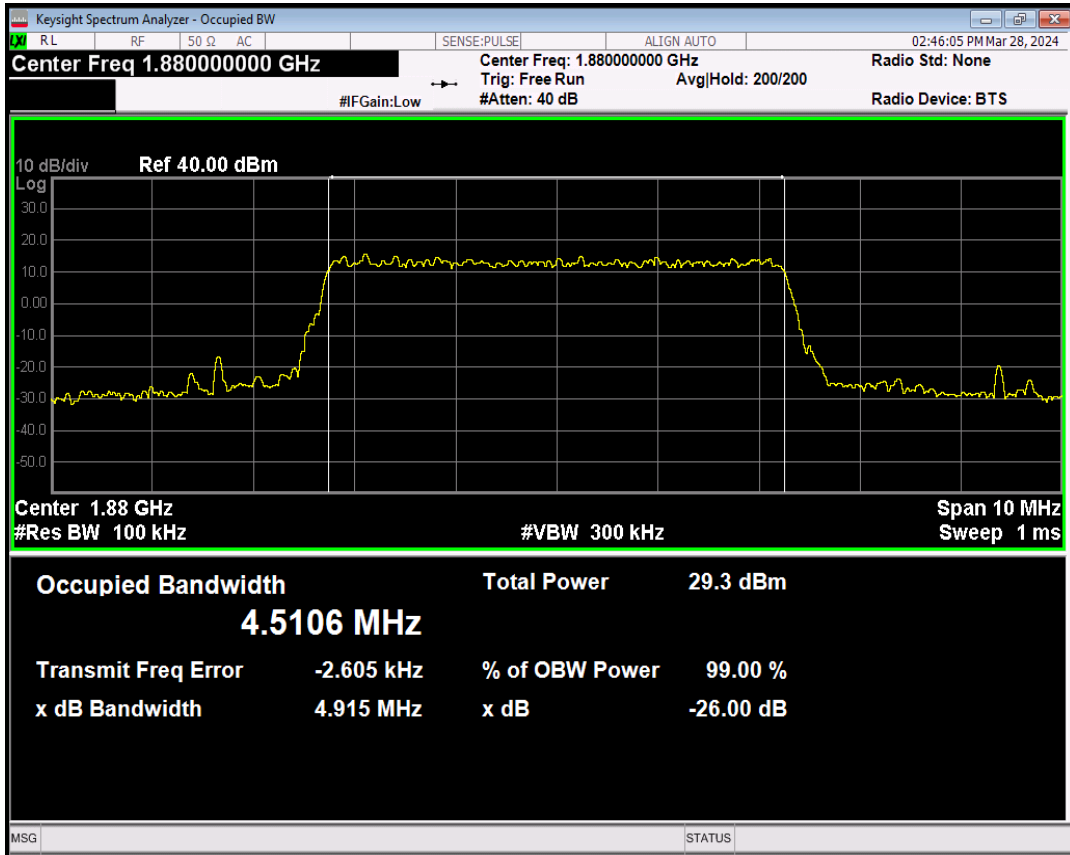 Keysight Spectrum Analyzer - Occupied BW
LXI RL RF 50 Ω AC SENSE:PULSE ALIGN AUTO 02:46:05 PM Mar 28, 2024
Center Freq 1.880000000 GHz Center Freq: 1.880000000 GHz Radio Std: None
Trig: Free Run Avg|Hold: 200/200
#IFGain:Low #Atten: 40 dB Radio Device: BTS
10 dB/div Ref 40.00 dBm
Log
30.0
20.0
10.0
0.00
-10.0
-20.0
-30.0
-40.0
-50.0
Center 1.88 GHz Span 10 MHz
#Res BW 100 kHz #VBW 300 kHz Sweep 1 ms
Occupied Bandwidth Total Power 29.3 dBm
4.5106 MHz
Transmit Freq Error -2.605 kHz % of OBW Power 99.00 %
x dB Bandwidth 4.915 MHz x dB -26.00 dB
MSG STATUS